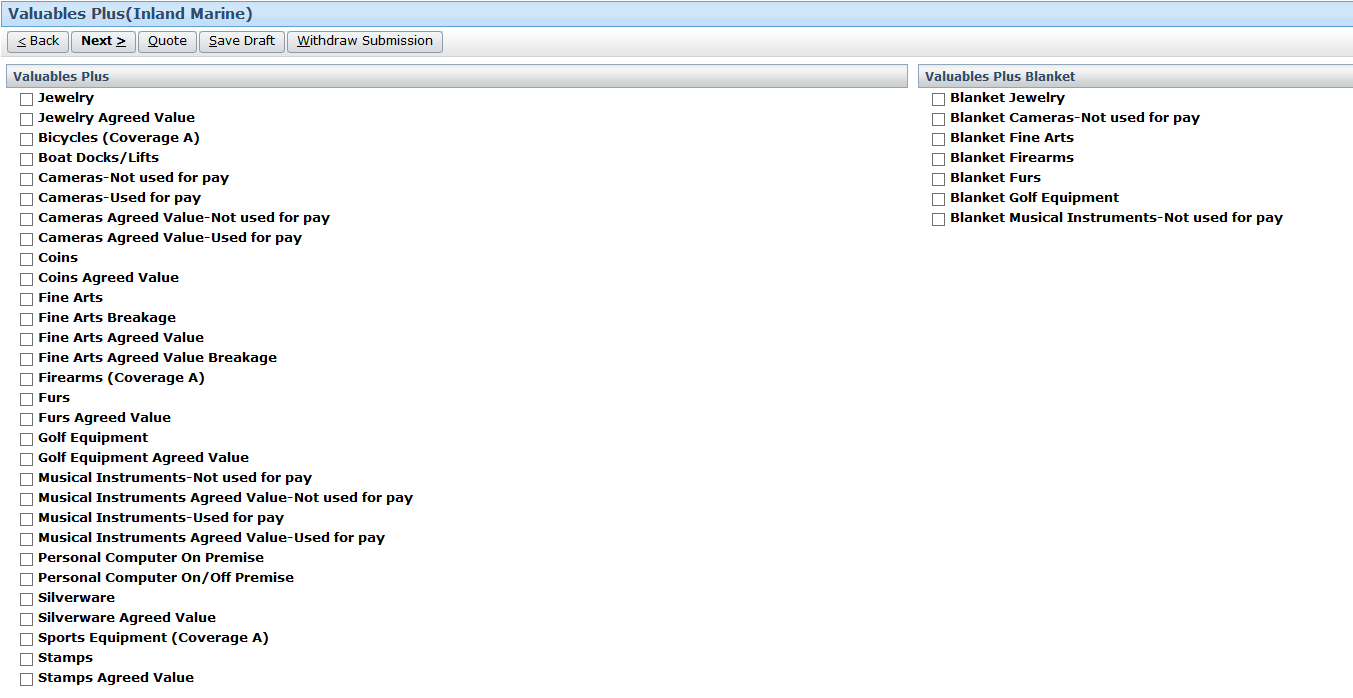 Valuables Plus(Inland Marine)
< Back Next > Quote Save Draft Withdraw Submission
Valuables Plus
Jewelry
Jewelry Agreed Value
Bicycles (Coverage A)
Boat Docks/Lifts
Cameras-Not used for pay
Cameras-Used for pay
Cameras Agreed Value-Not used for pay
Cameras Agreed Value-Used for pay
Coins
Coins Agreed Value
Fine Arts
Fine Arts Breakage
Fine Arts Agreed Value
Fine Arts Agreed Value Breakage
Firearms (Coverage A)
Furs
Furs Agreed Value
Golf Equipment
Golf Equipment Agreed Value
Musical Instruments-Not used for pay
Musical Instruments Agreed Value-Not used for pay
Musical Instruments-Used for pay
Musical Instruments Agreed Value-Used for pay
Personal Computer On Premise
Personal Computer On/Off Premise
Silverware
Silverware Agreed Value
Sports Equipment (Coverage A)
Stamps
Stamps Agreed Value
Valuables Plus Blanket
Blanket Jewelry
Blanket Cameras-Not used for pay
Blanket Fine Arts
Blanket Firearms
Blanket Furs
Blanket Golf Equipment
Blanket Musical Instruments-Not used for pay